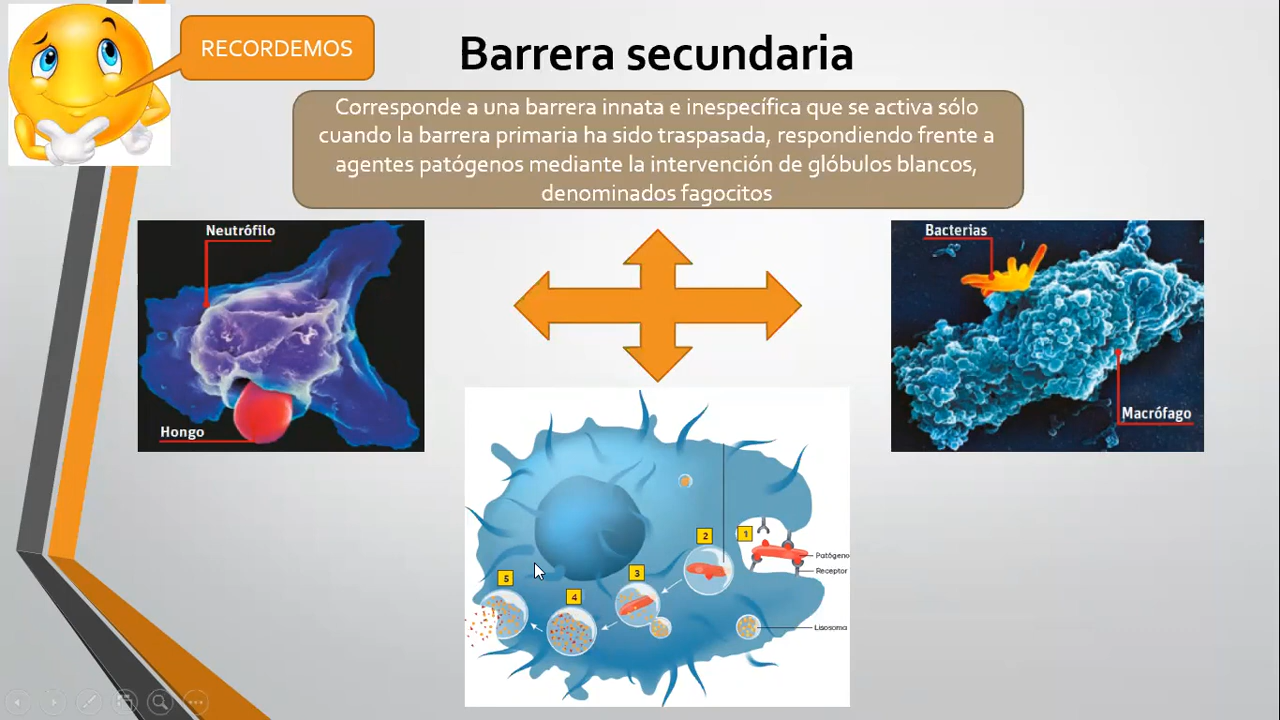 RECORDEMOS
Barrera secundaria
Corresponde a una barrera innata e inespecífica que se activa sólo
cuando la barrera primaria ha sido traspasada, respondiendo frente a
agentes patógenos mediante la intervención de glóbulos blancos,
denominados fagocitos
Neutrófilo
Hongo
Bacterias
Macrófago
1
2
3
4
5
Patógeno
Receptor
Lisosoma